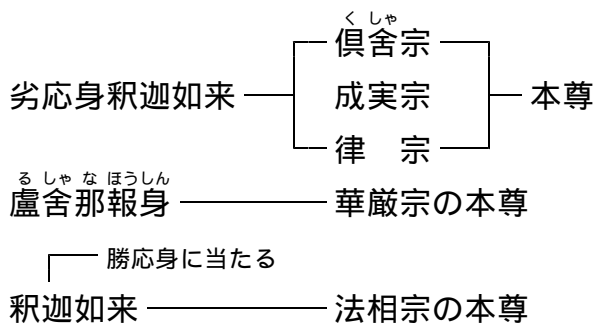 くしゃ
倶舎宗
劣応身釈迦如来 成実宗 本尊
律 宗
るしゃなほうしん
盧舎那報身 華厳宗の本尊
勝応身に当たる
釈迦如来 法相宗の本尊